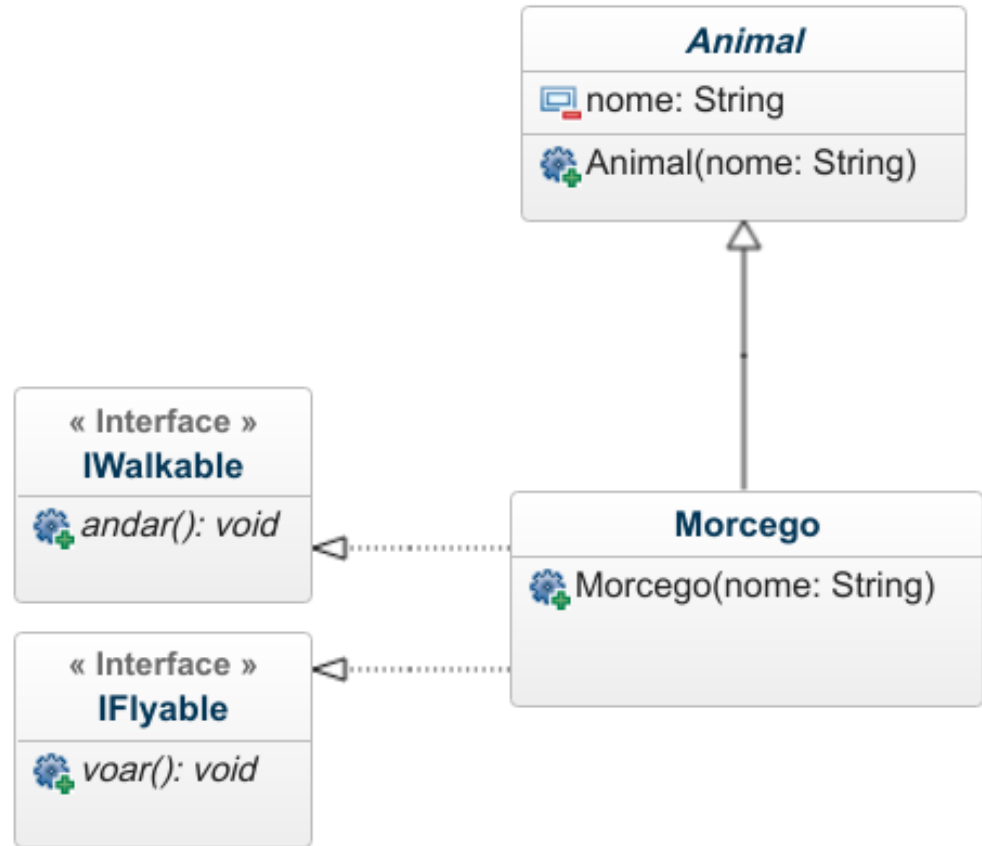 Animal
nome: String
Animal(nome: String)
« Interface »
IWalkable
andar(): void
Morcego
Morcego(nome: String)
« Interface »
IFlyable
voar(): void